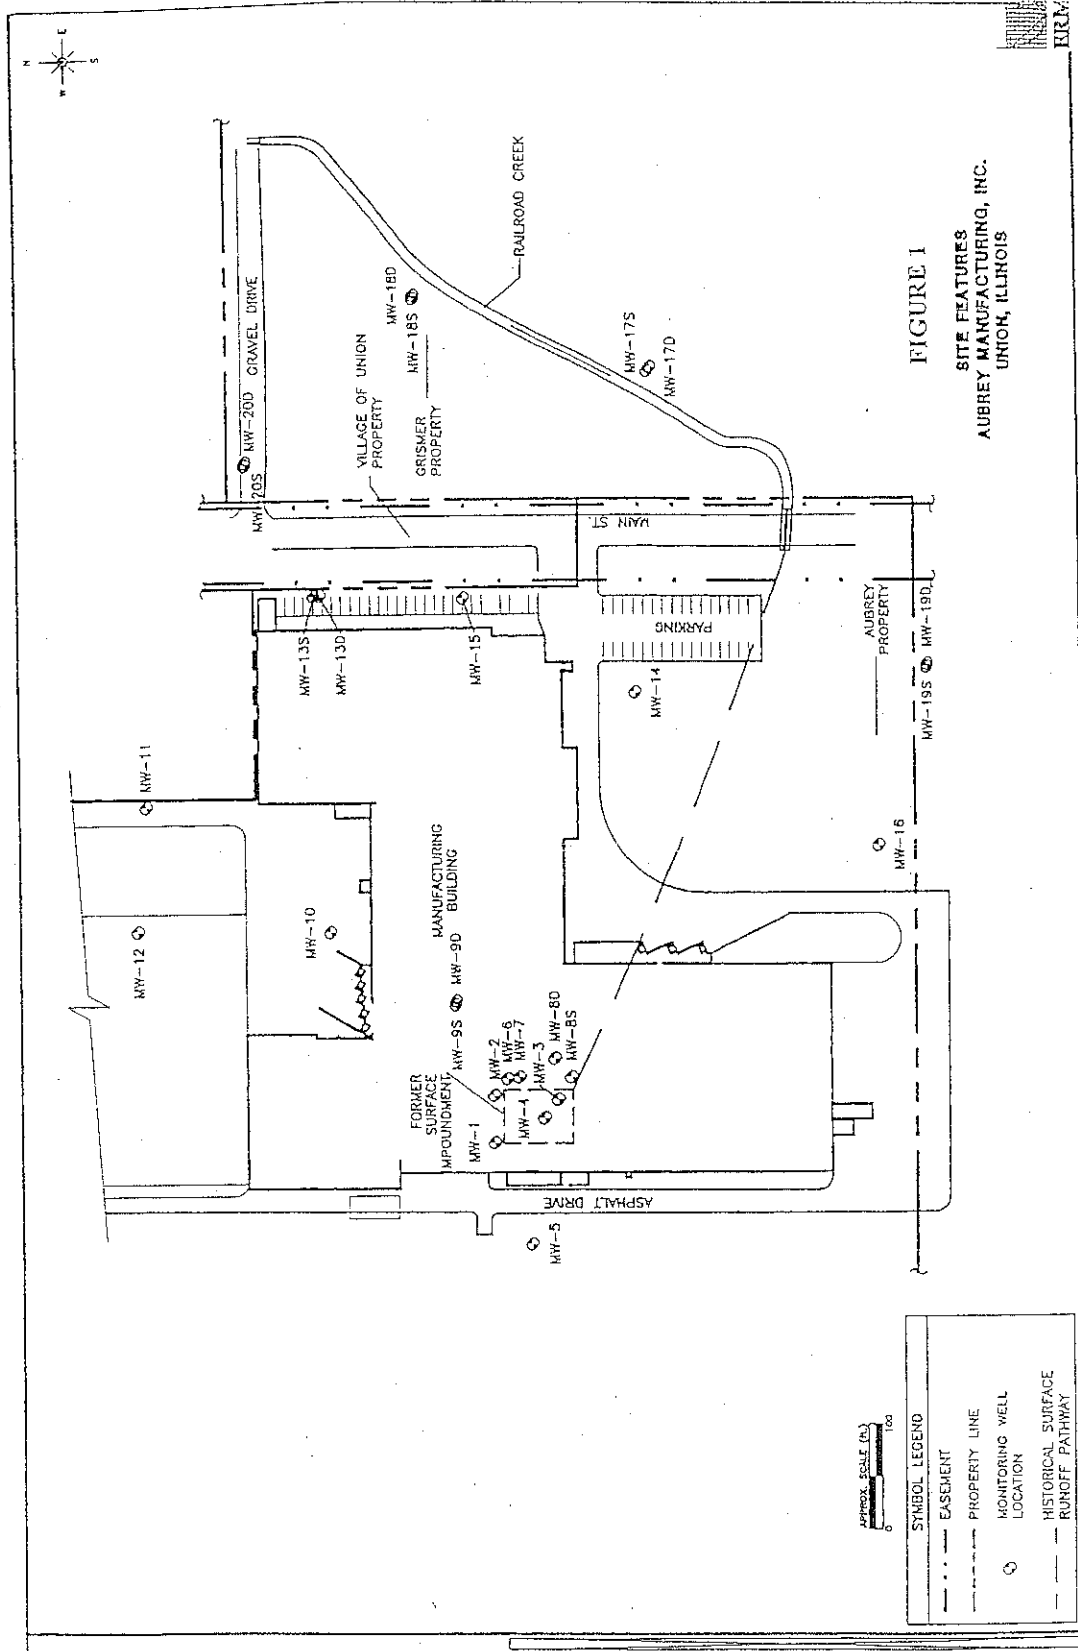 N
W
E
S
ERM
MW-20D GRAVEL DRIVE
MW-20S
VILLAGE OF UNION
PROPERTY
MW-18S
MW-18D
GRISMER
PROPERTY
RAILROAD CREEK
MW-17S
MW-17D
MAIN ST.
MW-11
MW-12
MW-10
MW-13S
MW-13D
MW-15
MW-14
PARKING
MANUFACTURING
BUILDING
MW-9S
MW-9D
FORMER
SURFACE
MPOUNDMENT
MW-1
MW-2
MW-6
MW-7
MW-3
MW-4
MW-8D
MW-8S
MW-5
ASPHALT DRIVE
MW-16
AUBREY
PROPERTY
MW-19S
MW-19D
FIGURE 1
SITE FEATURES
AUBREY MANUFACTURING, INC.
UNION, ILLINOIS
APPROX. SCALE (ft.)
0
100
SYMBOL LEGEND
EASEMENT
PROPERTY LINE
MONITORING WELL
LOCATION
HISTORICAL SURFACE
RUNOFF PATHWAY